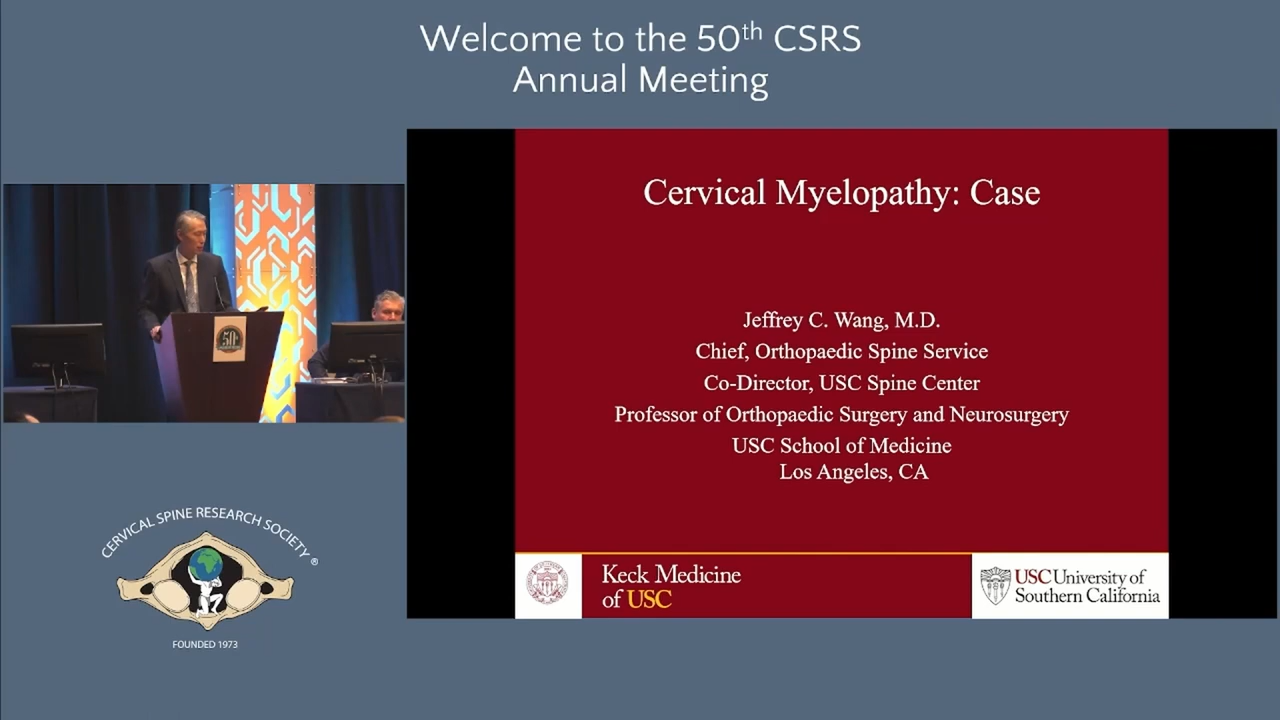 Welcome to the 50th CSRS
Annual Meeting
Cervical Myelopathy: Case
Jeffrey C. Wang, M.D.
Chief, Orthopaedic Spine Service
Co-Director, USC Spine Center
Professor of Orthopaedic Surgery and Neurosurgery
USC School of Medicine
Los Angeles, CA
Keck Medicine
of USC
USC University of
Southern California
50
CERVICAL SPINE RESEARCH SOCIETY ®
FOUNDED 1973